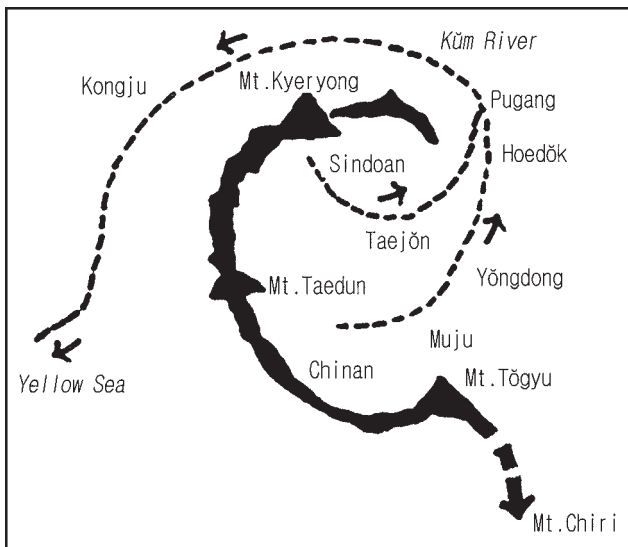 Kŭm River
Mt.Kyeryong
Kongju
Pugang
Hoedŏk
Sindoan
Taejŏn
Mt.Taedun
Yŏngdong
Muju
Chinan
Mt.Tŏgyu
Yellow Sea
Mt.Chiri